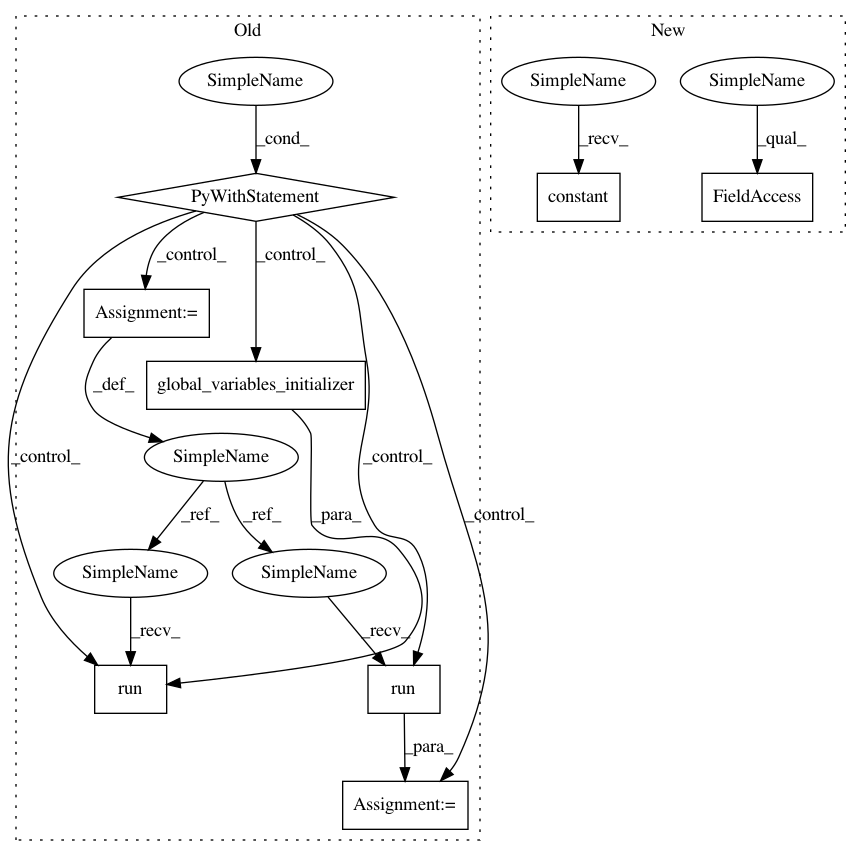 Old
New
SimpleName
SimpleName
SimpleName
_cond_
_recv_
_qual_
PyWithStatement
constant
FieldAccess
_control_
_control_
Assignment:=
global_variables_initializer
_def_
_control_
SimpleName
_control_
_ref_
_ref_
_para_
_control_
SimpleName
SimpleName
_recv_
_recv_
run
run
_para_
Assignment:=